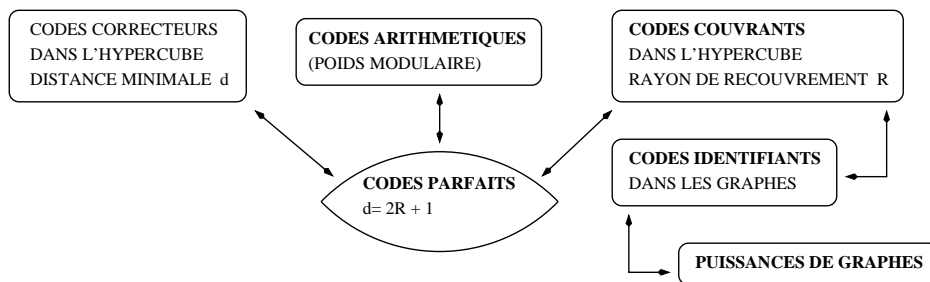 CODES CORRECTEURS
DANS L'HYPERCUBE
DISTANCE MINIMALE d
CODES ARITHMETIQUES
(POIDS MODULAIRE)
CODES COUVRANTS
DANS L'HYPERCUBE
RAYON DE RECOUVREMENT R
CODES PARFAITS
d= 2R + 1
CODES IDENTIFIANTS
DANS LES GRAPHES
PUISSANCES DE GRAPHES